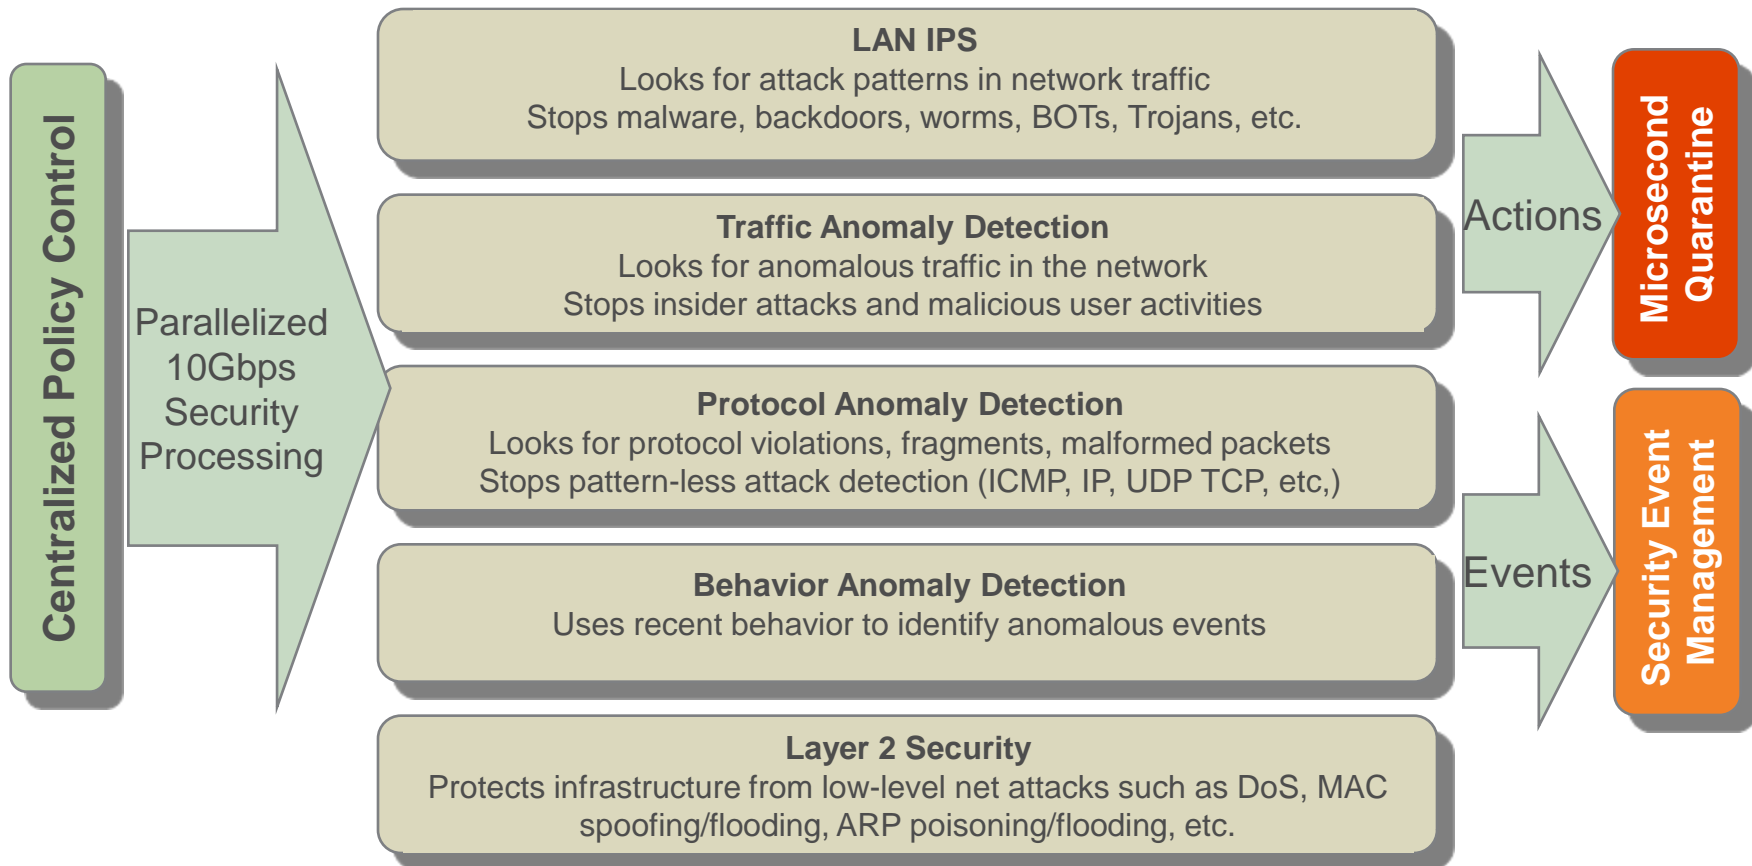 Centralized Policy Control
Parallelized
10Gbps
Security
Processing
LAN IPS
Looks for attack patterns in network traffic
Stops malware, backdoors, worms, BOTs, Trojans, etc.
Traffic Anomaly Detection
Looks for anomalous traffic in the network
Stops insider attacks and malicious user activities
Protocol Anomaly Detection
Looks for protocol violations, fragments, malformed packets
Stops pattern-less attack detection (ICMP, IP, UDP TCP, etc,)
Behavior Anomaly Detection
Uses recent behavior to identify anomalous events
Layer 2 Security
Protects infrastructure from low-level net attacks such as DoS, MAC
spoofing/flooding, ARP poisoning/flooding, etc.
Actions
Microsecond
Quarantine
Events
Security Event
Management